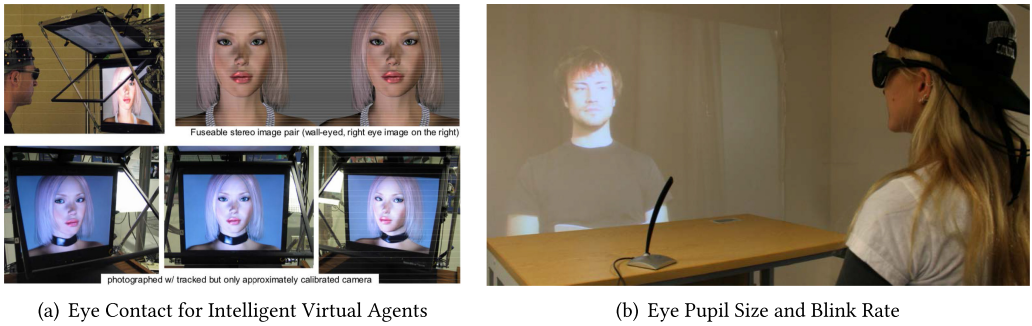 Fuseable stereo image pair (wall-eyed, right eye image on the right)
photographed w/ tracked but only approximately calibrated camera
(a) Eye Contact for Intelligent Virtual Agents
(b) Eye Pupil Size and Blink Rate